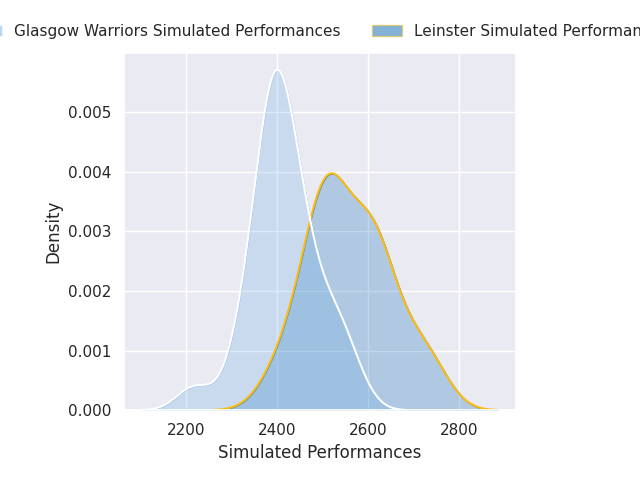 Glasgow Warriors Simulated Performances
Leinster Simulated
Density
0.005
0.004
0.003
0.002
0.001
0.000
2200 2400 2600 2800
Simulated Performances